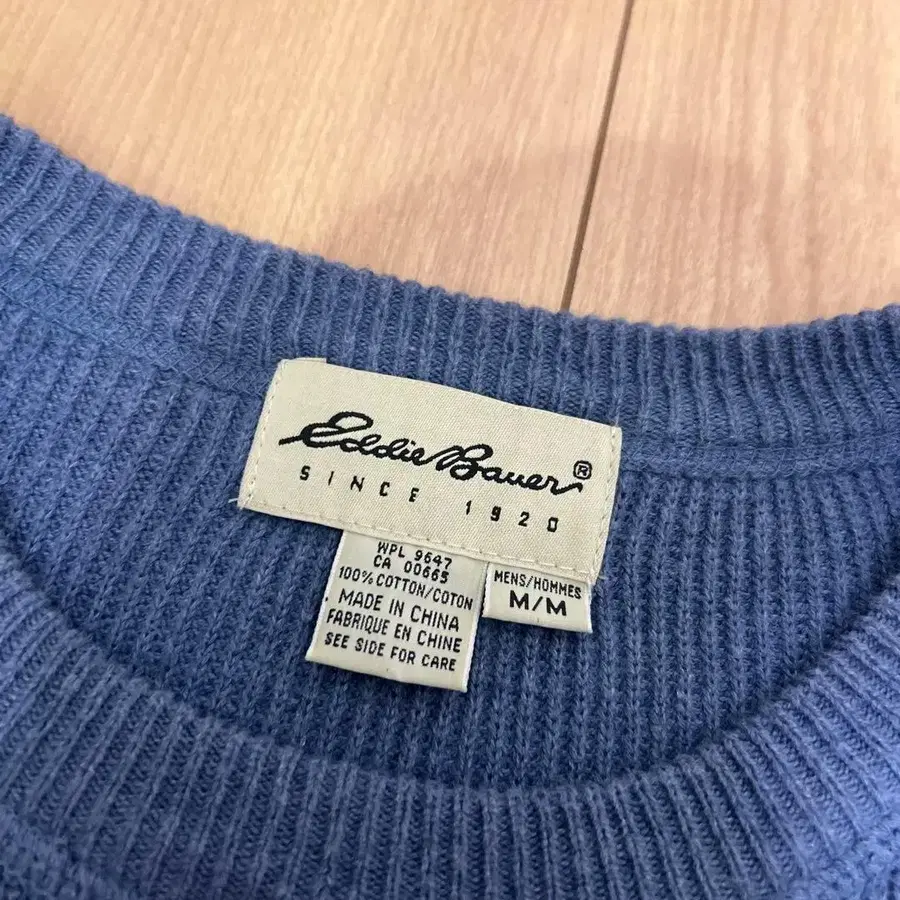 Eddie Bauer®
SINCE 1920
WPL 9647
CA 00665
100% COTTON/COTON
MADE IN CHINA
FABRIQUE EN CHINE
SEE SIDE FOR CARE
MENS/HOMMES
M/M